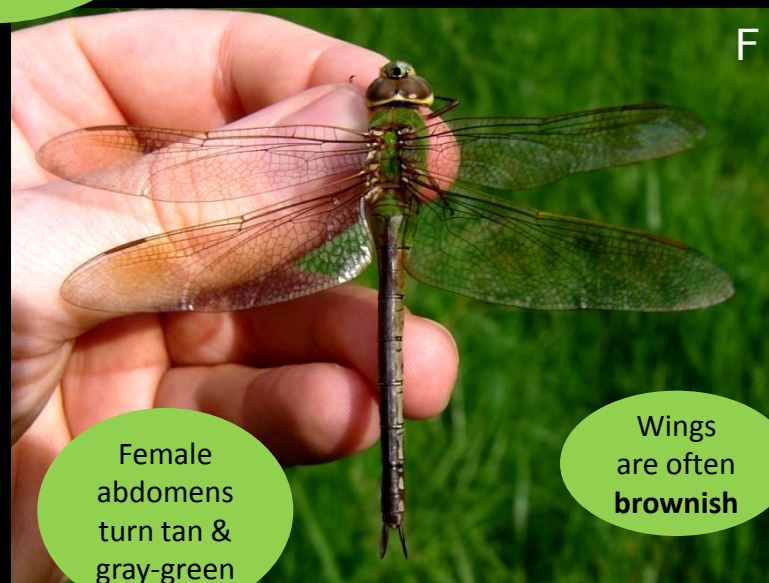 F
Female
abdomens
turn tan &
gray-green
Wings
are often
brownish